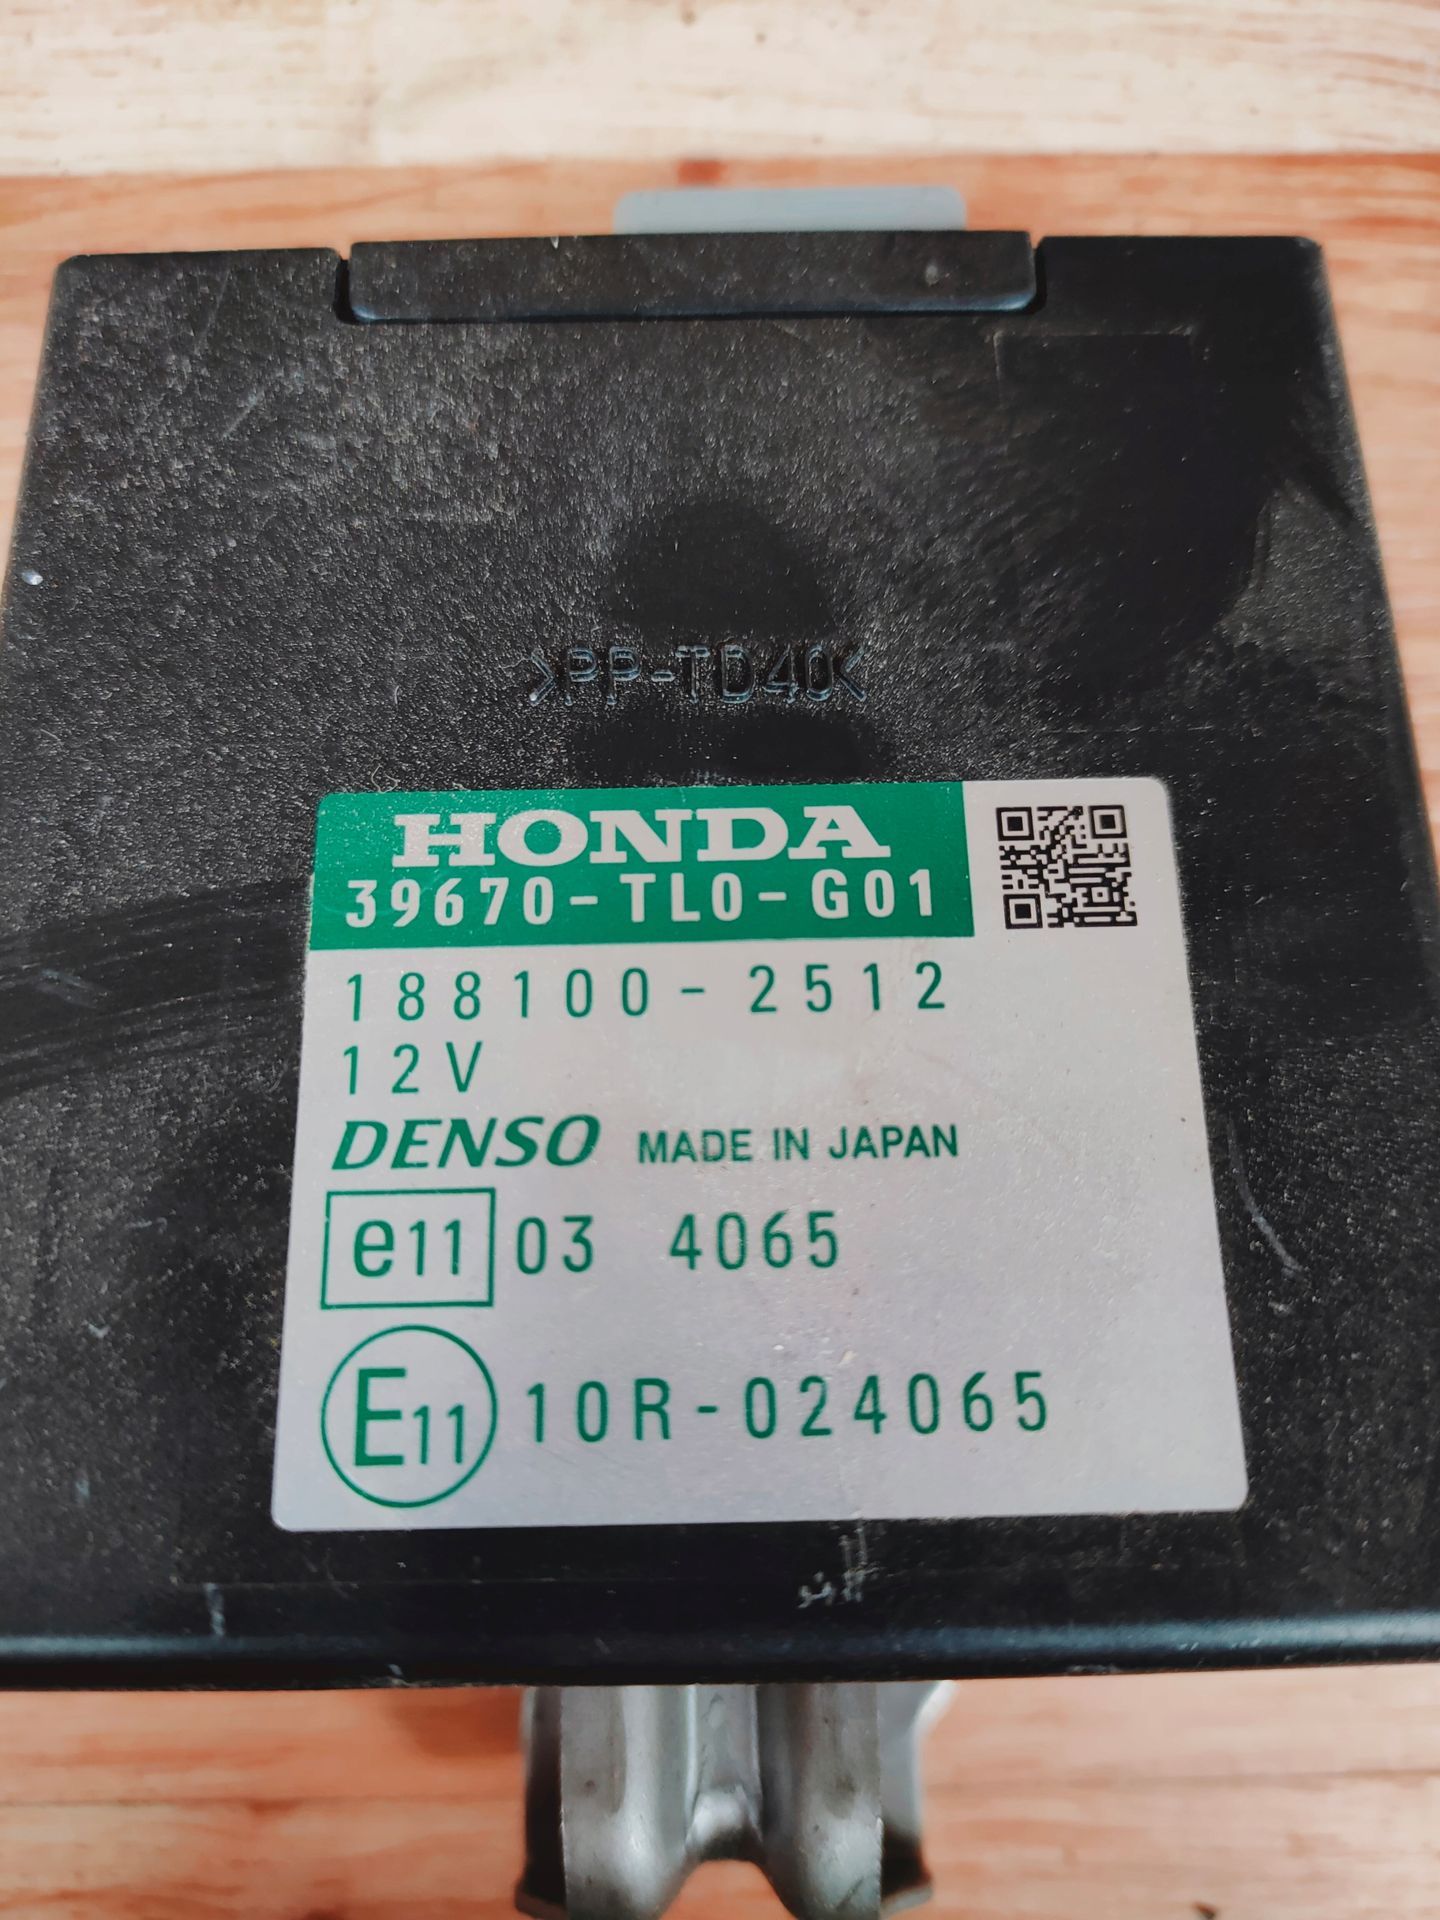 >PP-TD40<
HONDA
39670-TL0-G01
188100-2512
12V
DENSO MADE IN JAPAN
e11 03 4065
E11 10R-024065